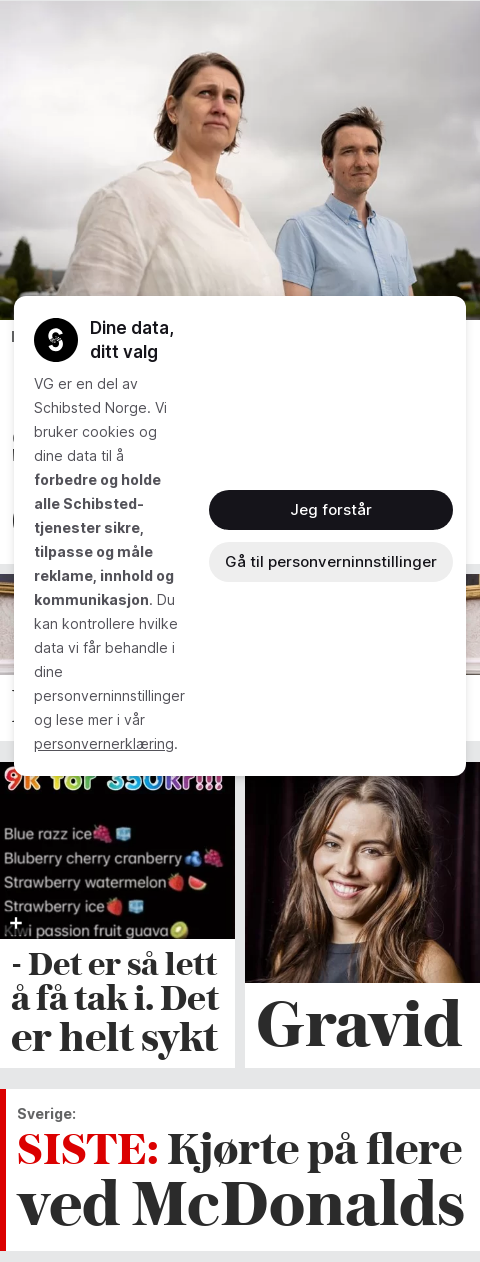 Dine data,
ditt valg
VG er en del av
Schibsted Norge. Vi
bruker cookies og
dine data til å
forbedre og holde
alle Schibsted-
tjenester sikre,
tilpasse og måle
reklame, innhold og
kommunikasjon. Du
kan kontrollere hvilke
data vi får behandle i
dine
personverninnstillinger
og lese mer i vår
personvernerklæring.
Jeg forstår
Gå til personverninnstillinger
9k for 350kr!!!
Blue razz ice
Bluberry cherry cranberry
Strawberry watermelon
Strawberry ice
Kiwi passion fruit guava
- Det er så lett
å få tak i. Det
er helt sykt
Gravid
Sverige:
SISTE: Kjørte på flere
ved McDonalds